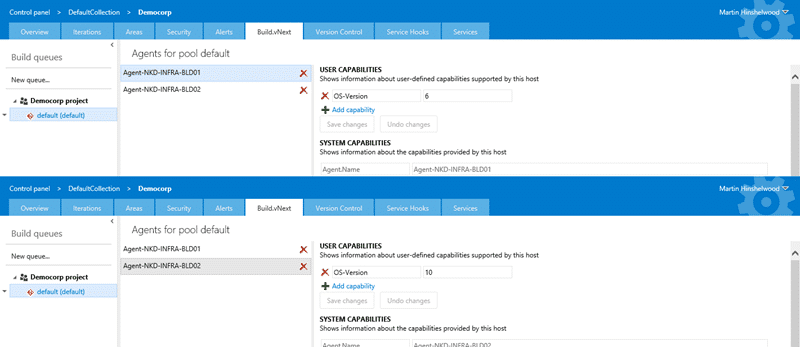 Control panel > DefaultCollection > Democorp Martin Hinshelwood
Overview Iterations Areas Security Alerts Build.vNext Version Control Service Hooks Services
Build queues
New queue...
Democorp project
default (default)
Agents for pool default
Agent-NKD-INFRA-BLD01
Agent-NKD-INFRA-BLD02
USER CAPABILITIES
Shows information about user-defined capabilities supported by this host
OS-Version 6
Add capability
Save changes Undo changes
SYSTEM CAPABILITIES
Shows information about the capabilities provided by this host
Agent.Name Agent-NKD-INFRA-BLD01
Control panel > DefaultCollection > Democorp Martin Hinshelwood
Overview Iterations Areas Security Alerts Build.vNext Version Control Service Hooks Services
Build queues
New queue...
Democorp project
default (default)
Agents for pool default
Agent-NKD-INFRA-BLD01
Agent-NKD-INFRA-BLD02
USER CAPABILITIES
Shows information about user-defined capabilities supported by this host
OS-Version 10
Add capability
Save changes Undo changes
SYSTEM CAPABILITIES
Shows information about the capabilities provided by this host
Agent.Name Agent-NKD-INFRA-BLD02